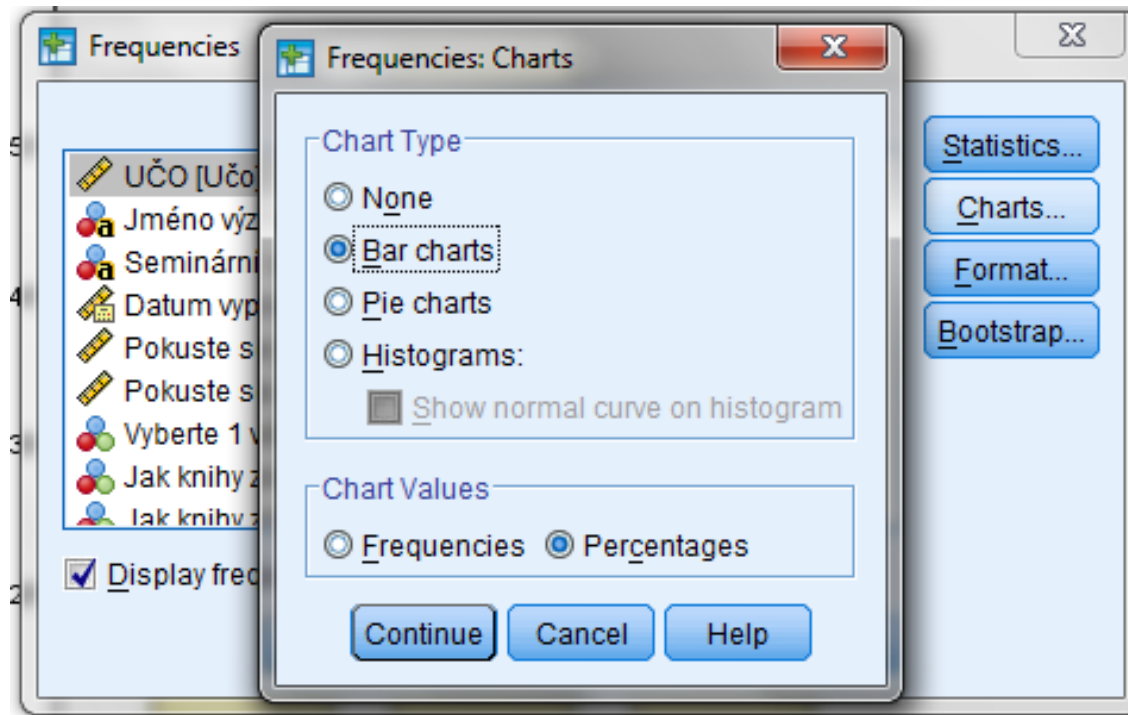 Frequencies
Frequencies: Charts
UČO [Učo]
Jméno výz
Seminární
Datum vyp
Pokuste s
Pokuste s
Vyberte 1 v
Jak knihy z
Jak knihy z
Display freq
Chart Type
None
Bar charts
Pie charts
Histograms:
Show normal curve on histogram
Chart Values
Frequencies Percentages
Continue Cancel Help
Statistics...
Charts...
Format...
Bootstrap...